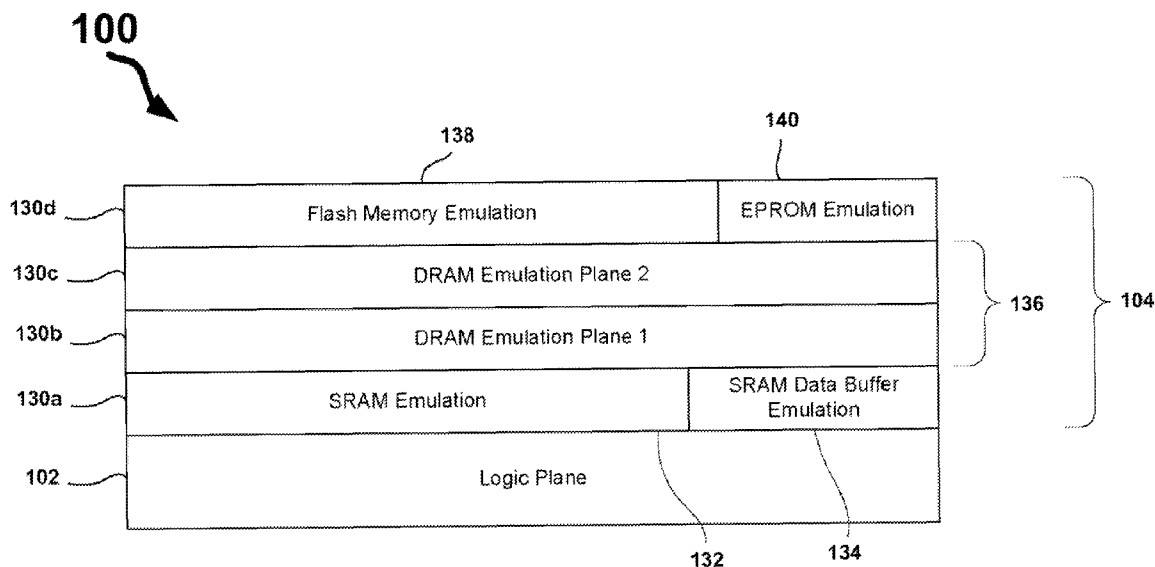 100
138
140
130d
Flash Memory Emulation
EPROM Emulation
130c
DRAM Emulation Plane 2
136
104
130b
DRAM Emulation Plane 1
130a
SRAM Emulation
SRAM Data Buffer
Emulation
102
Logic Plane
132
134